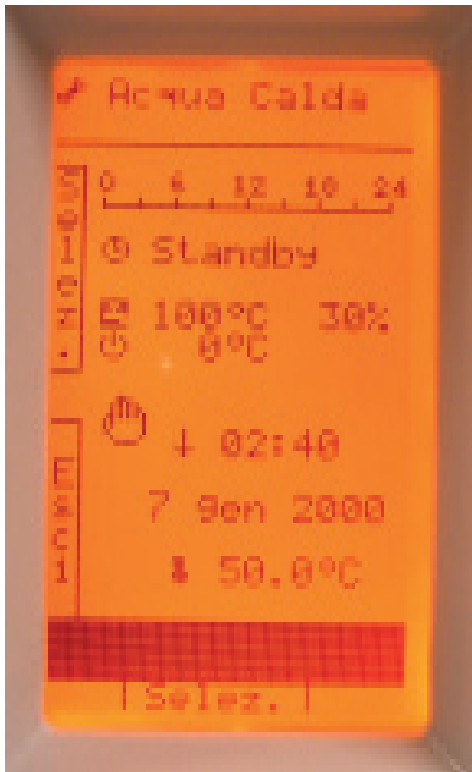 Acqua Calda
0 6 12 18 24
Standby
100°C 30%
0°C
↓ 02:40
7 gen 2000
50.0°C
Esci
Selez.